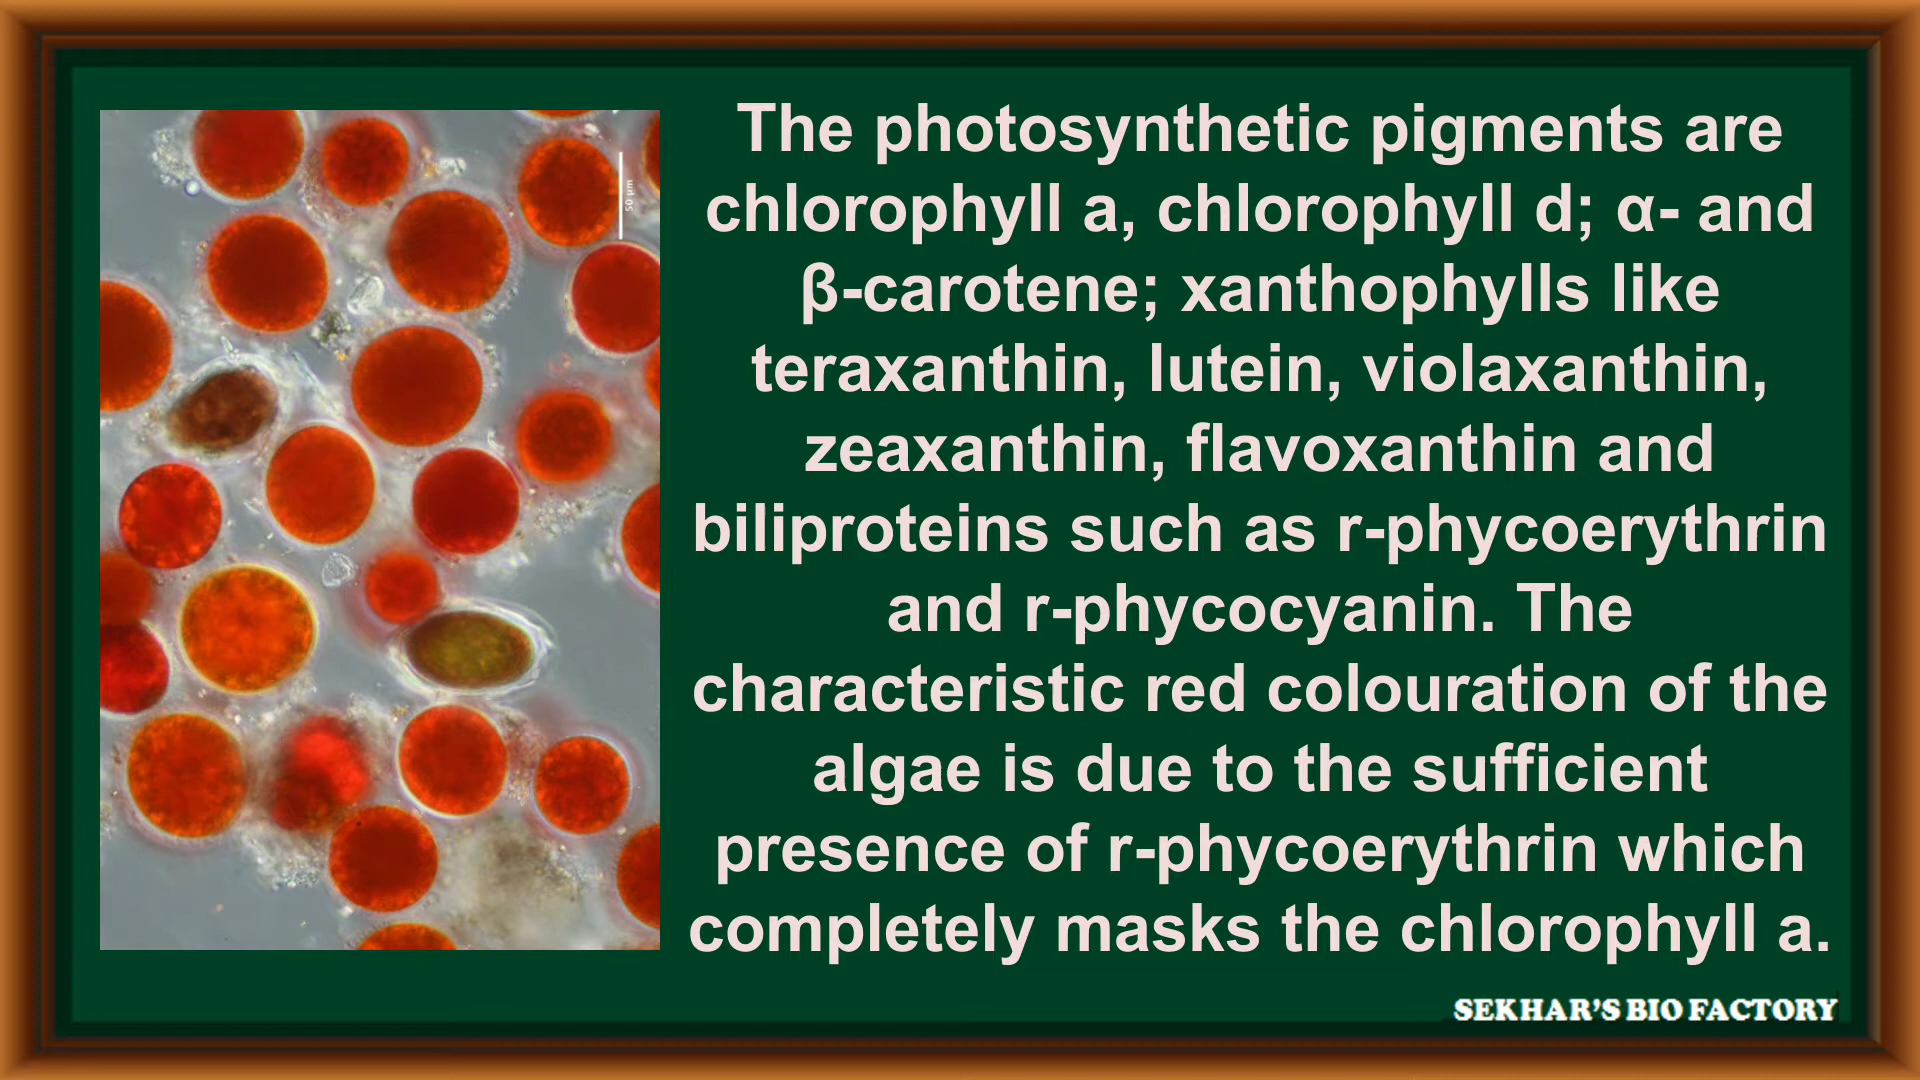 The photosynthetic pigments are
chlorophyll a, chlorophyll d; α- and
β-carotene; xanthophylls like
teraxanthin, lutein, violaxanthin,
zeaxanthin, flavoxanthin and
biliproteins such as r-phycoerythrin
and r-phycocyanin. The
characteristic red colouration of the
algae is due to the sufficient
presence of r-phycoerythrin which
completely masks the chlorophyll a.
50 µm
SEKHAR'S BIO FACTORY